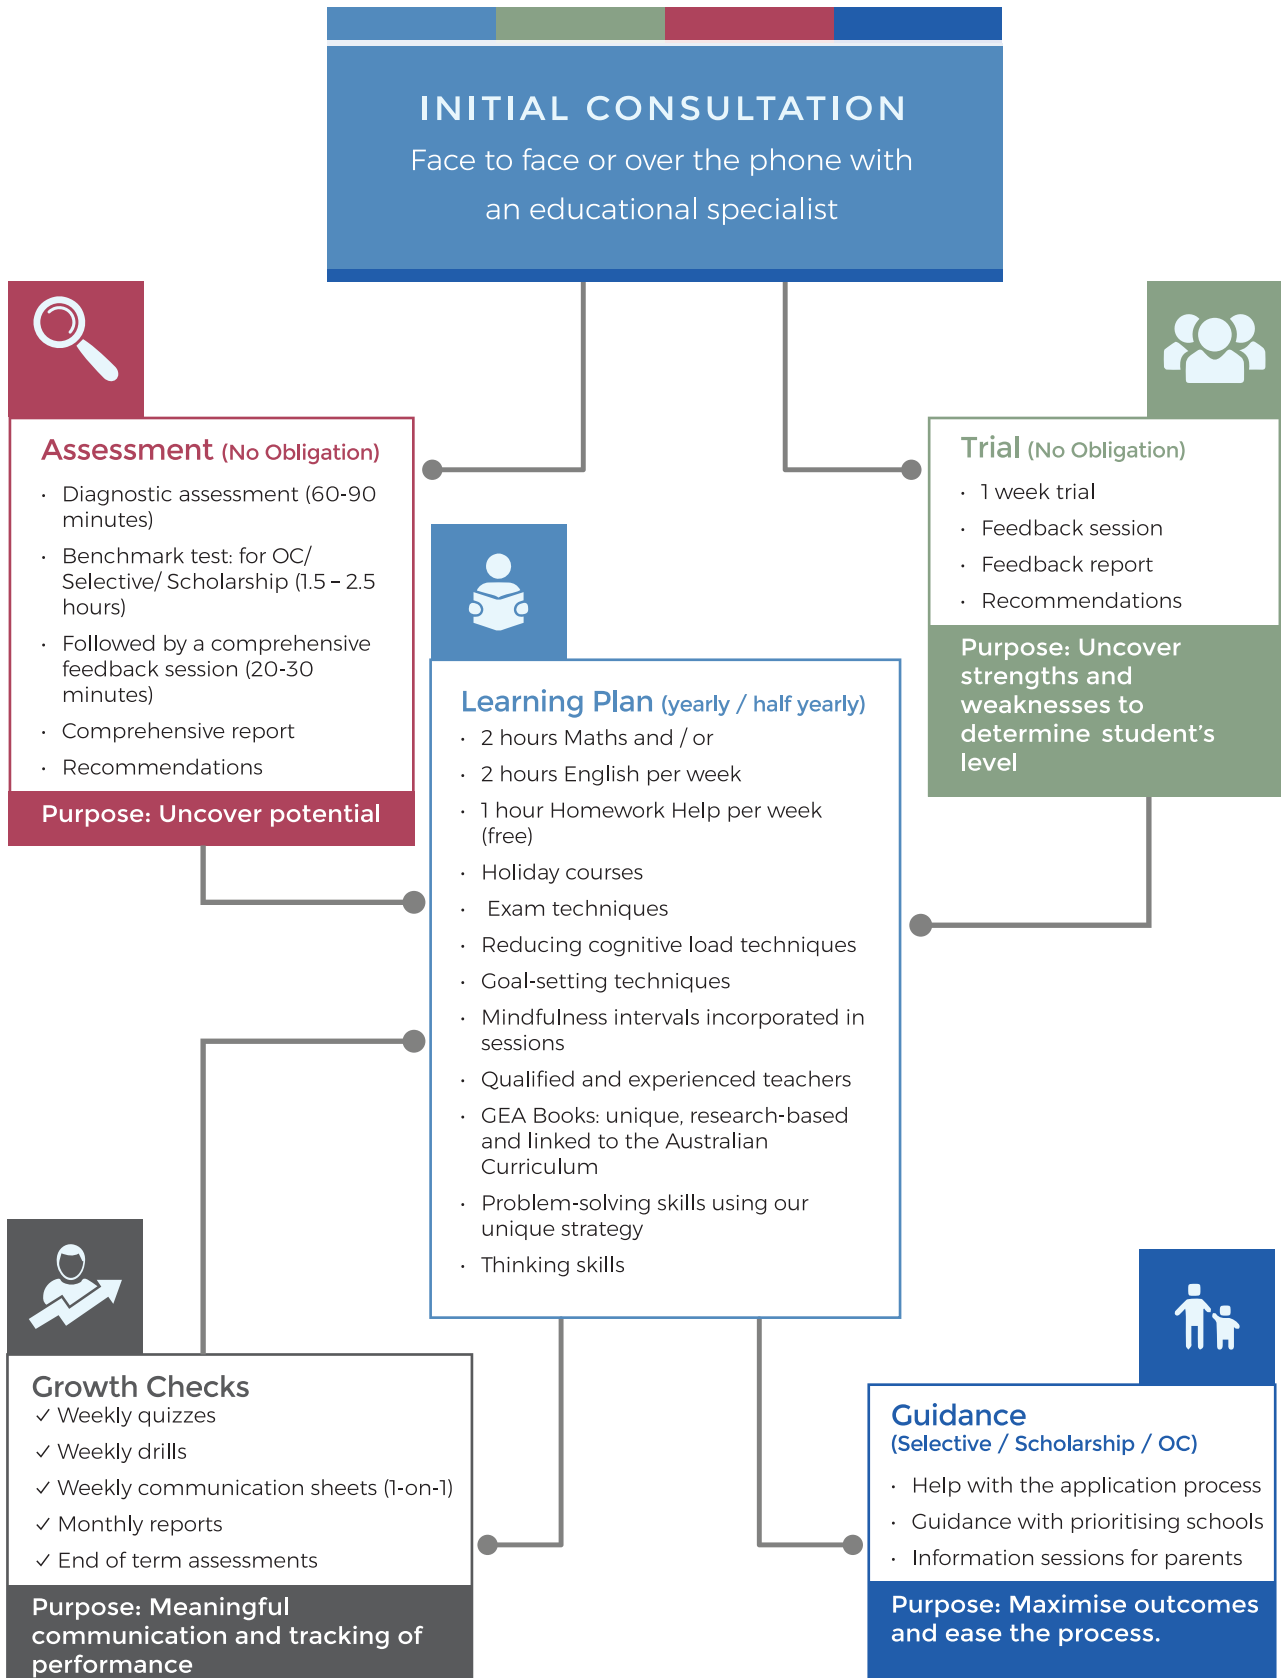 INITIAL CONSULTATION
Face to face or over the phone with
an educational specialist
Assessment (No Obligation)
• Diagnostic assessment (60-90
minutes)
• Benchmark test: for OC/
Selective/ Scholarship (1.5 – 2.5
hours)
• Followed by a comprehensive
feedback session (20-30
minutes)
• Comprehensive report
• Recommendations
Purpose: Uncover potential
Trial (No Obligation)
• 1 week trial
• Feedback session
• Feedback report
• Recommendations
Purpose: Uncover
strengths and
weaknesses to
determine student's
level
Learning Plan (yearly / half yearly)
• 2 hours Maths and / or
• 2 hours English per week
• 1 hour Homework Help per week
(free)
• Holiday courses
• Exam techniques
• Reducing cognitive load techniques
• Goal-setting techniques
• Mindfulness intervals incorporated in
sessions
• Qualified and experienced teachers
• GEA Books: unique, research-based
and linked to the Australian
Curriculum
• Problem-solving skills using our
unique strategy
• Thinking skills
Growth Checks
✓ Weekly quizzes
✓ Weekly drills
✓ Weekly communication sheets (1-on-1)
✓ Monthly reports
✓ End of term assessments
Purpose: Meaningful
communication and tracking of
performance
Guidance
(Selective / Scholarship / OC)
• Help with the application process
• Guidance with prioritising schools
• Information sessions for parents
Purpose: Maximise outcomes
and ease the process.